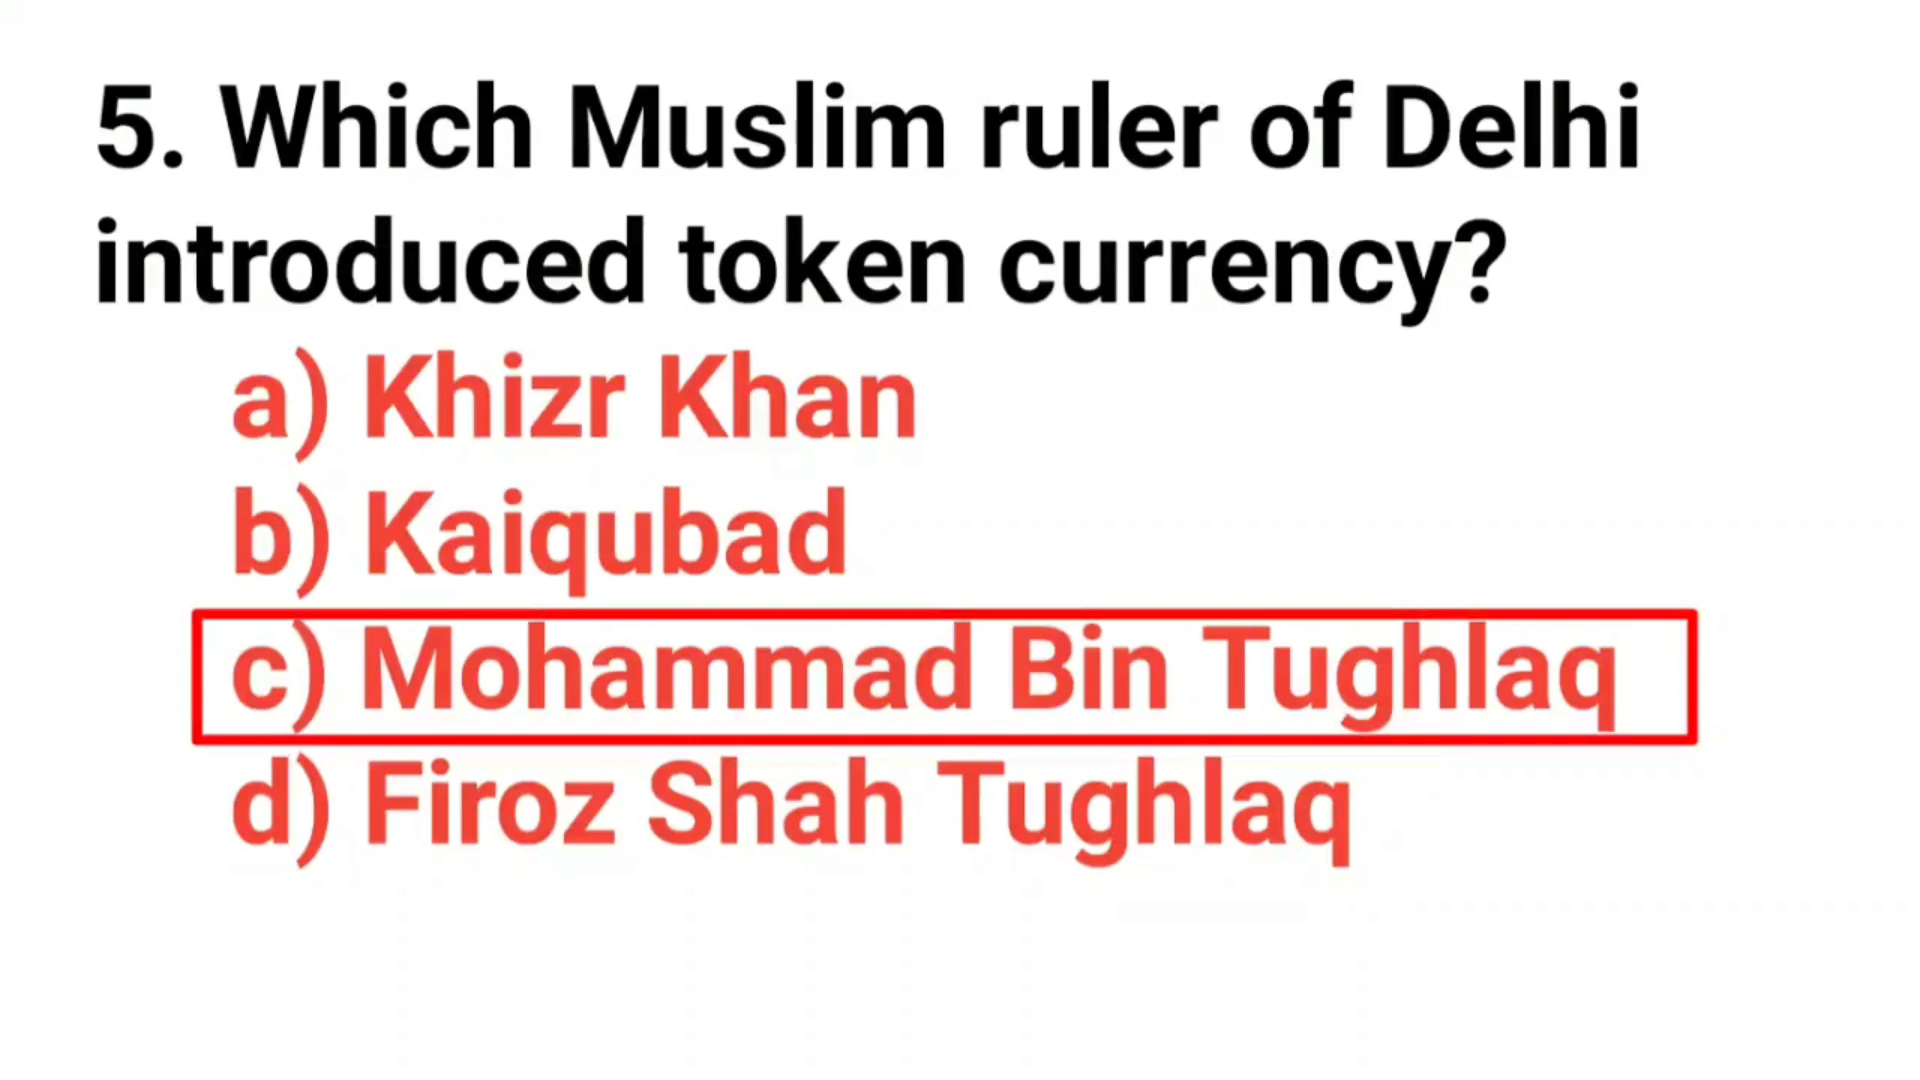 5. Which Muslim ruler of Delhi
introduced token currency?
a) Khizr Khan
b) Kaiqubad
c) Mohammad Bin Tughlaq
d) Firoz Shah Tughlaq